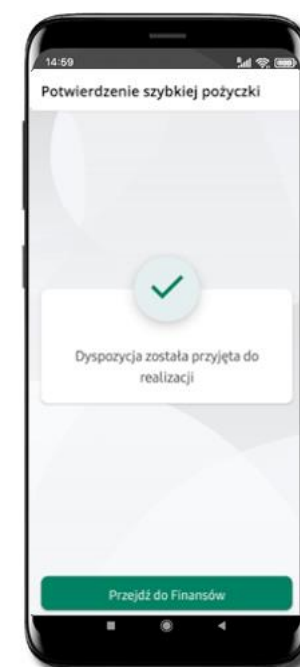 14:59
Potwierdzenie szybkiej pożyczki
Dyspozycja została przyjęta do
realizacji
Przejdź do Finansów